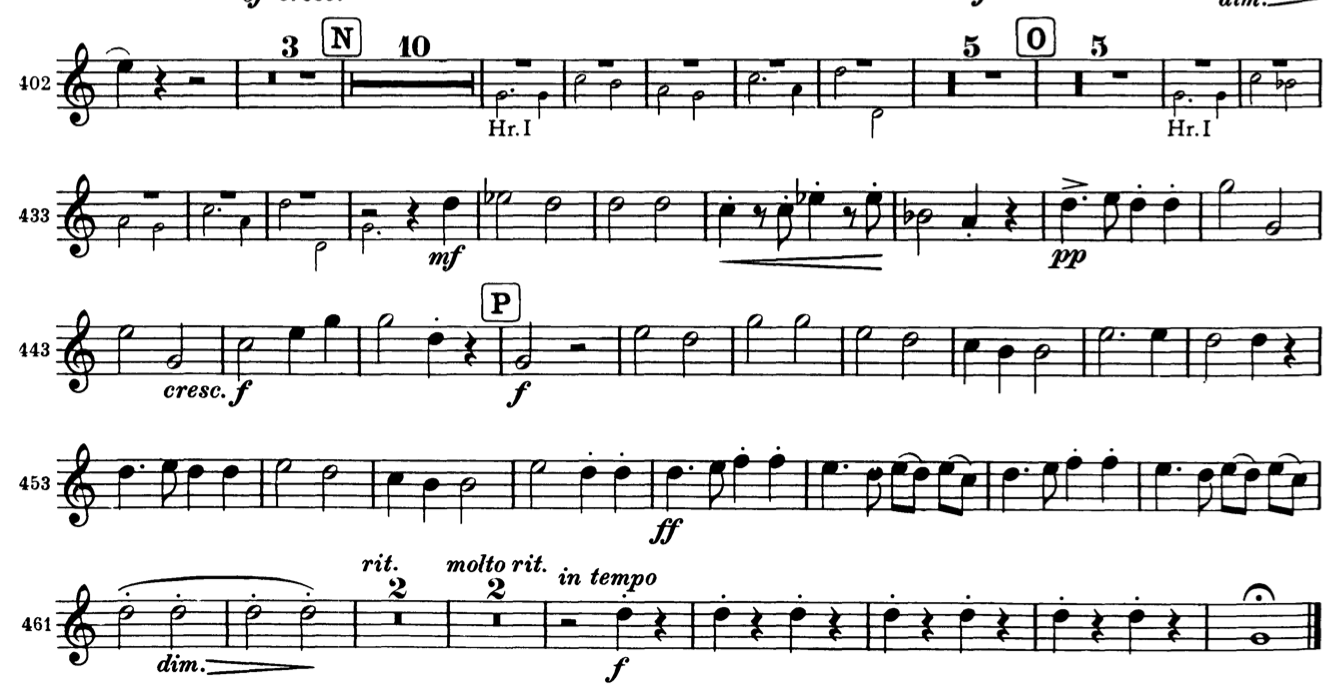 402 3 N 10 5 O 5
Hr. I Hr. I
433
mf pp
P
443
cresc. f f
453
ff
rit. molto rit. in tempo
2 2
461
dim. f